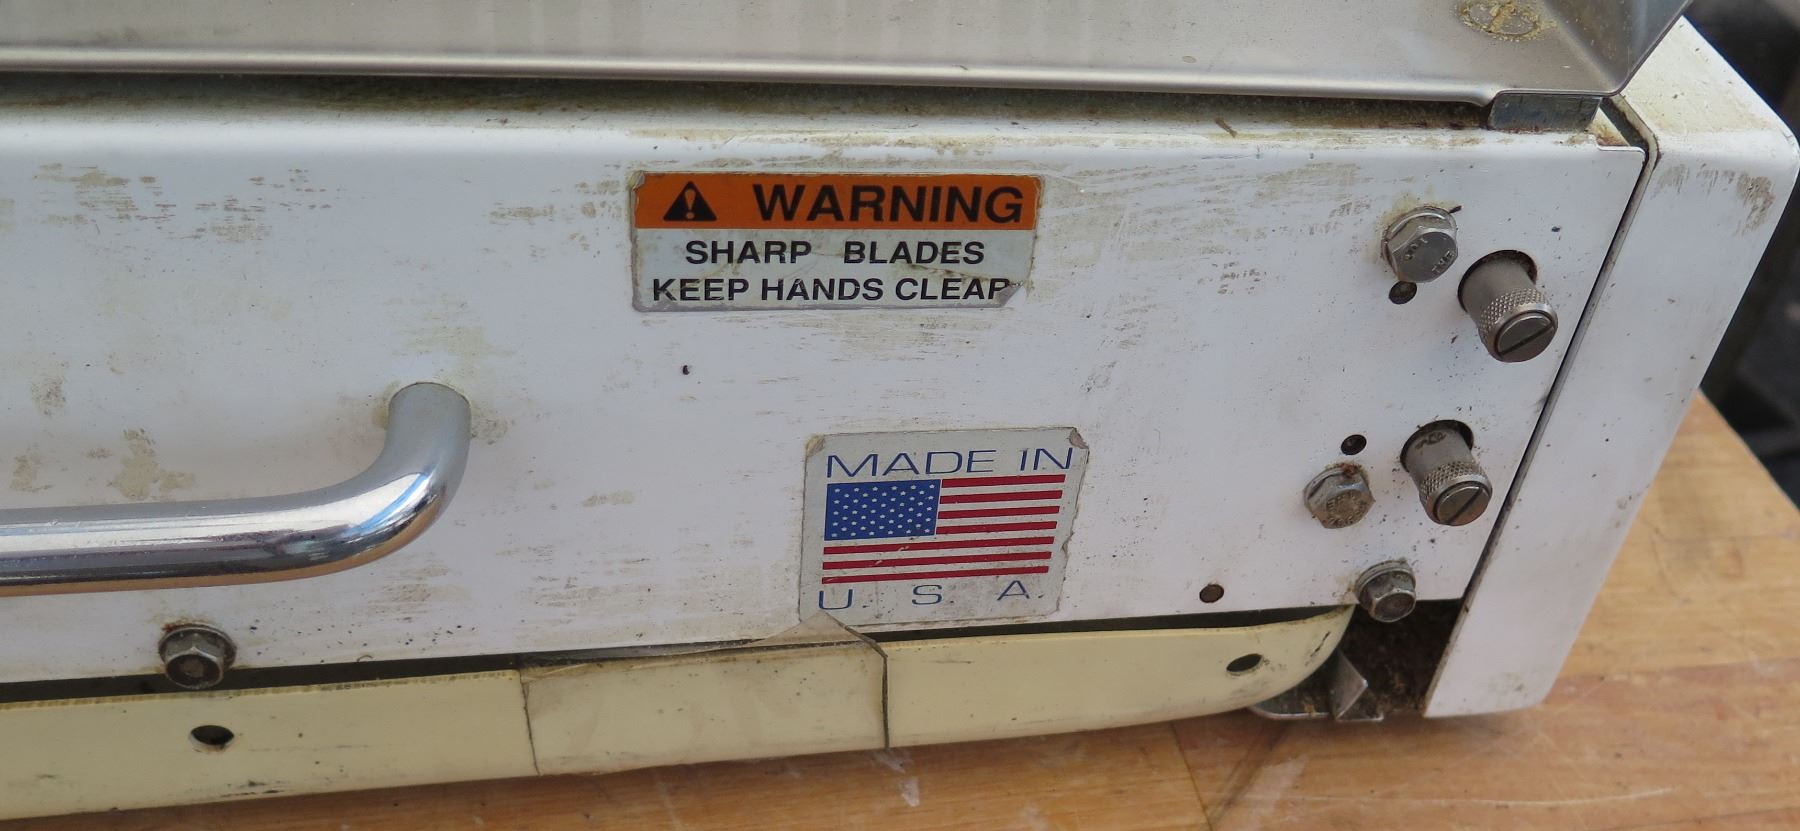 WARNING
SHARP BLADES
KEEP HANDS CLEAR
MADE IN
U. S. A.